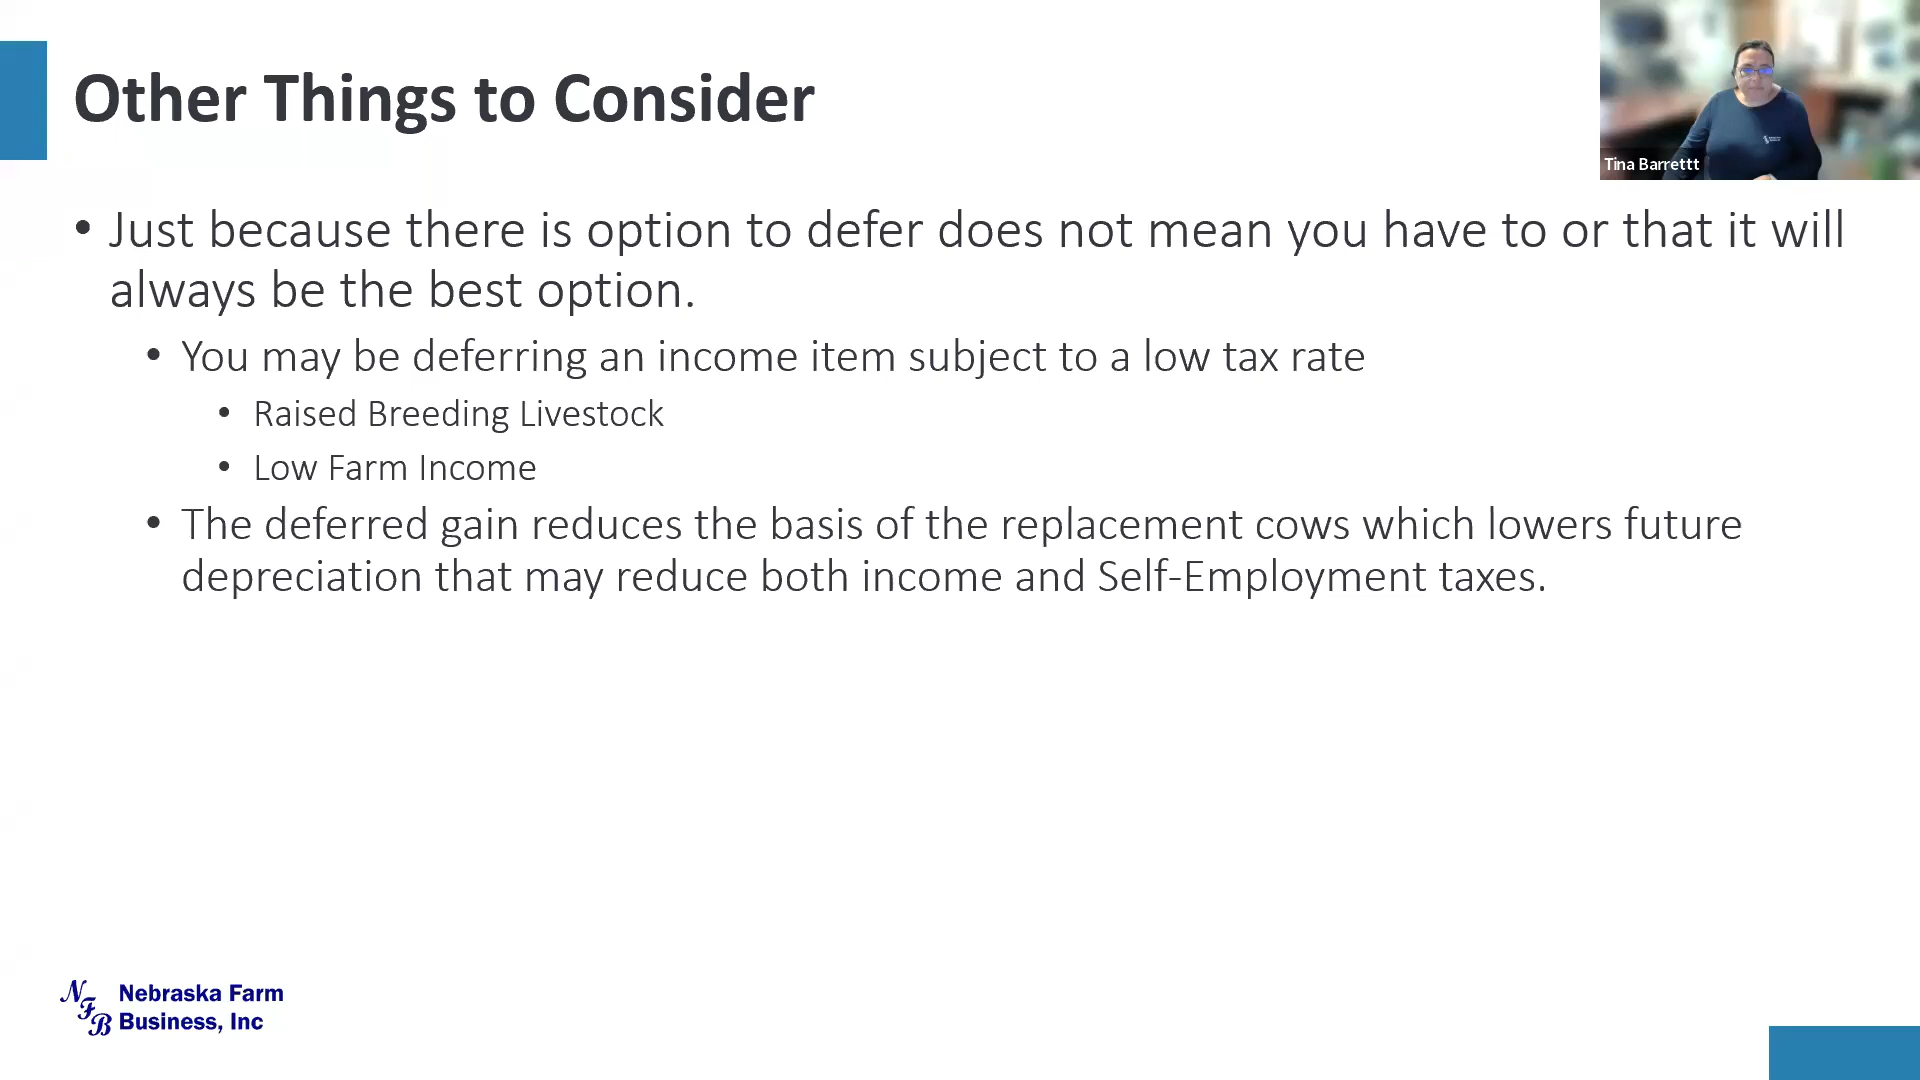 Other Things to Consider
Tina Barrettt
• Just because there is option to defer does not mean you have to or that it will
always be the best option.
• You may be deferring an income item subject to a low tax rate
• Raised Breeding Livestock
• Low Farm Income
• The deferred gain reduces the basis of the replacement cows which lowers future
depreciation that may reduce both income and Self-Employment taxes.
NFB
Nebraska Farm
Business, Inc